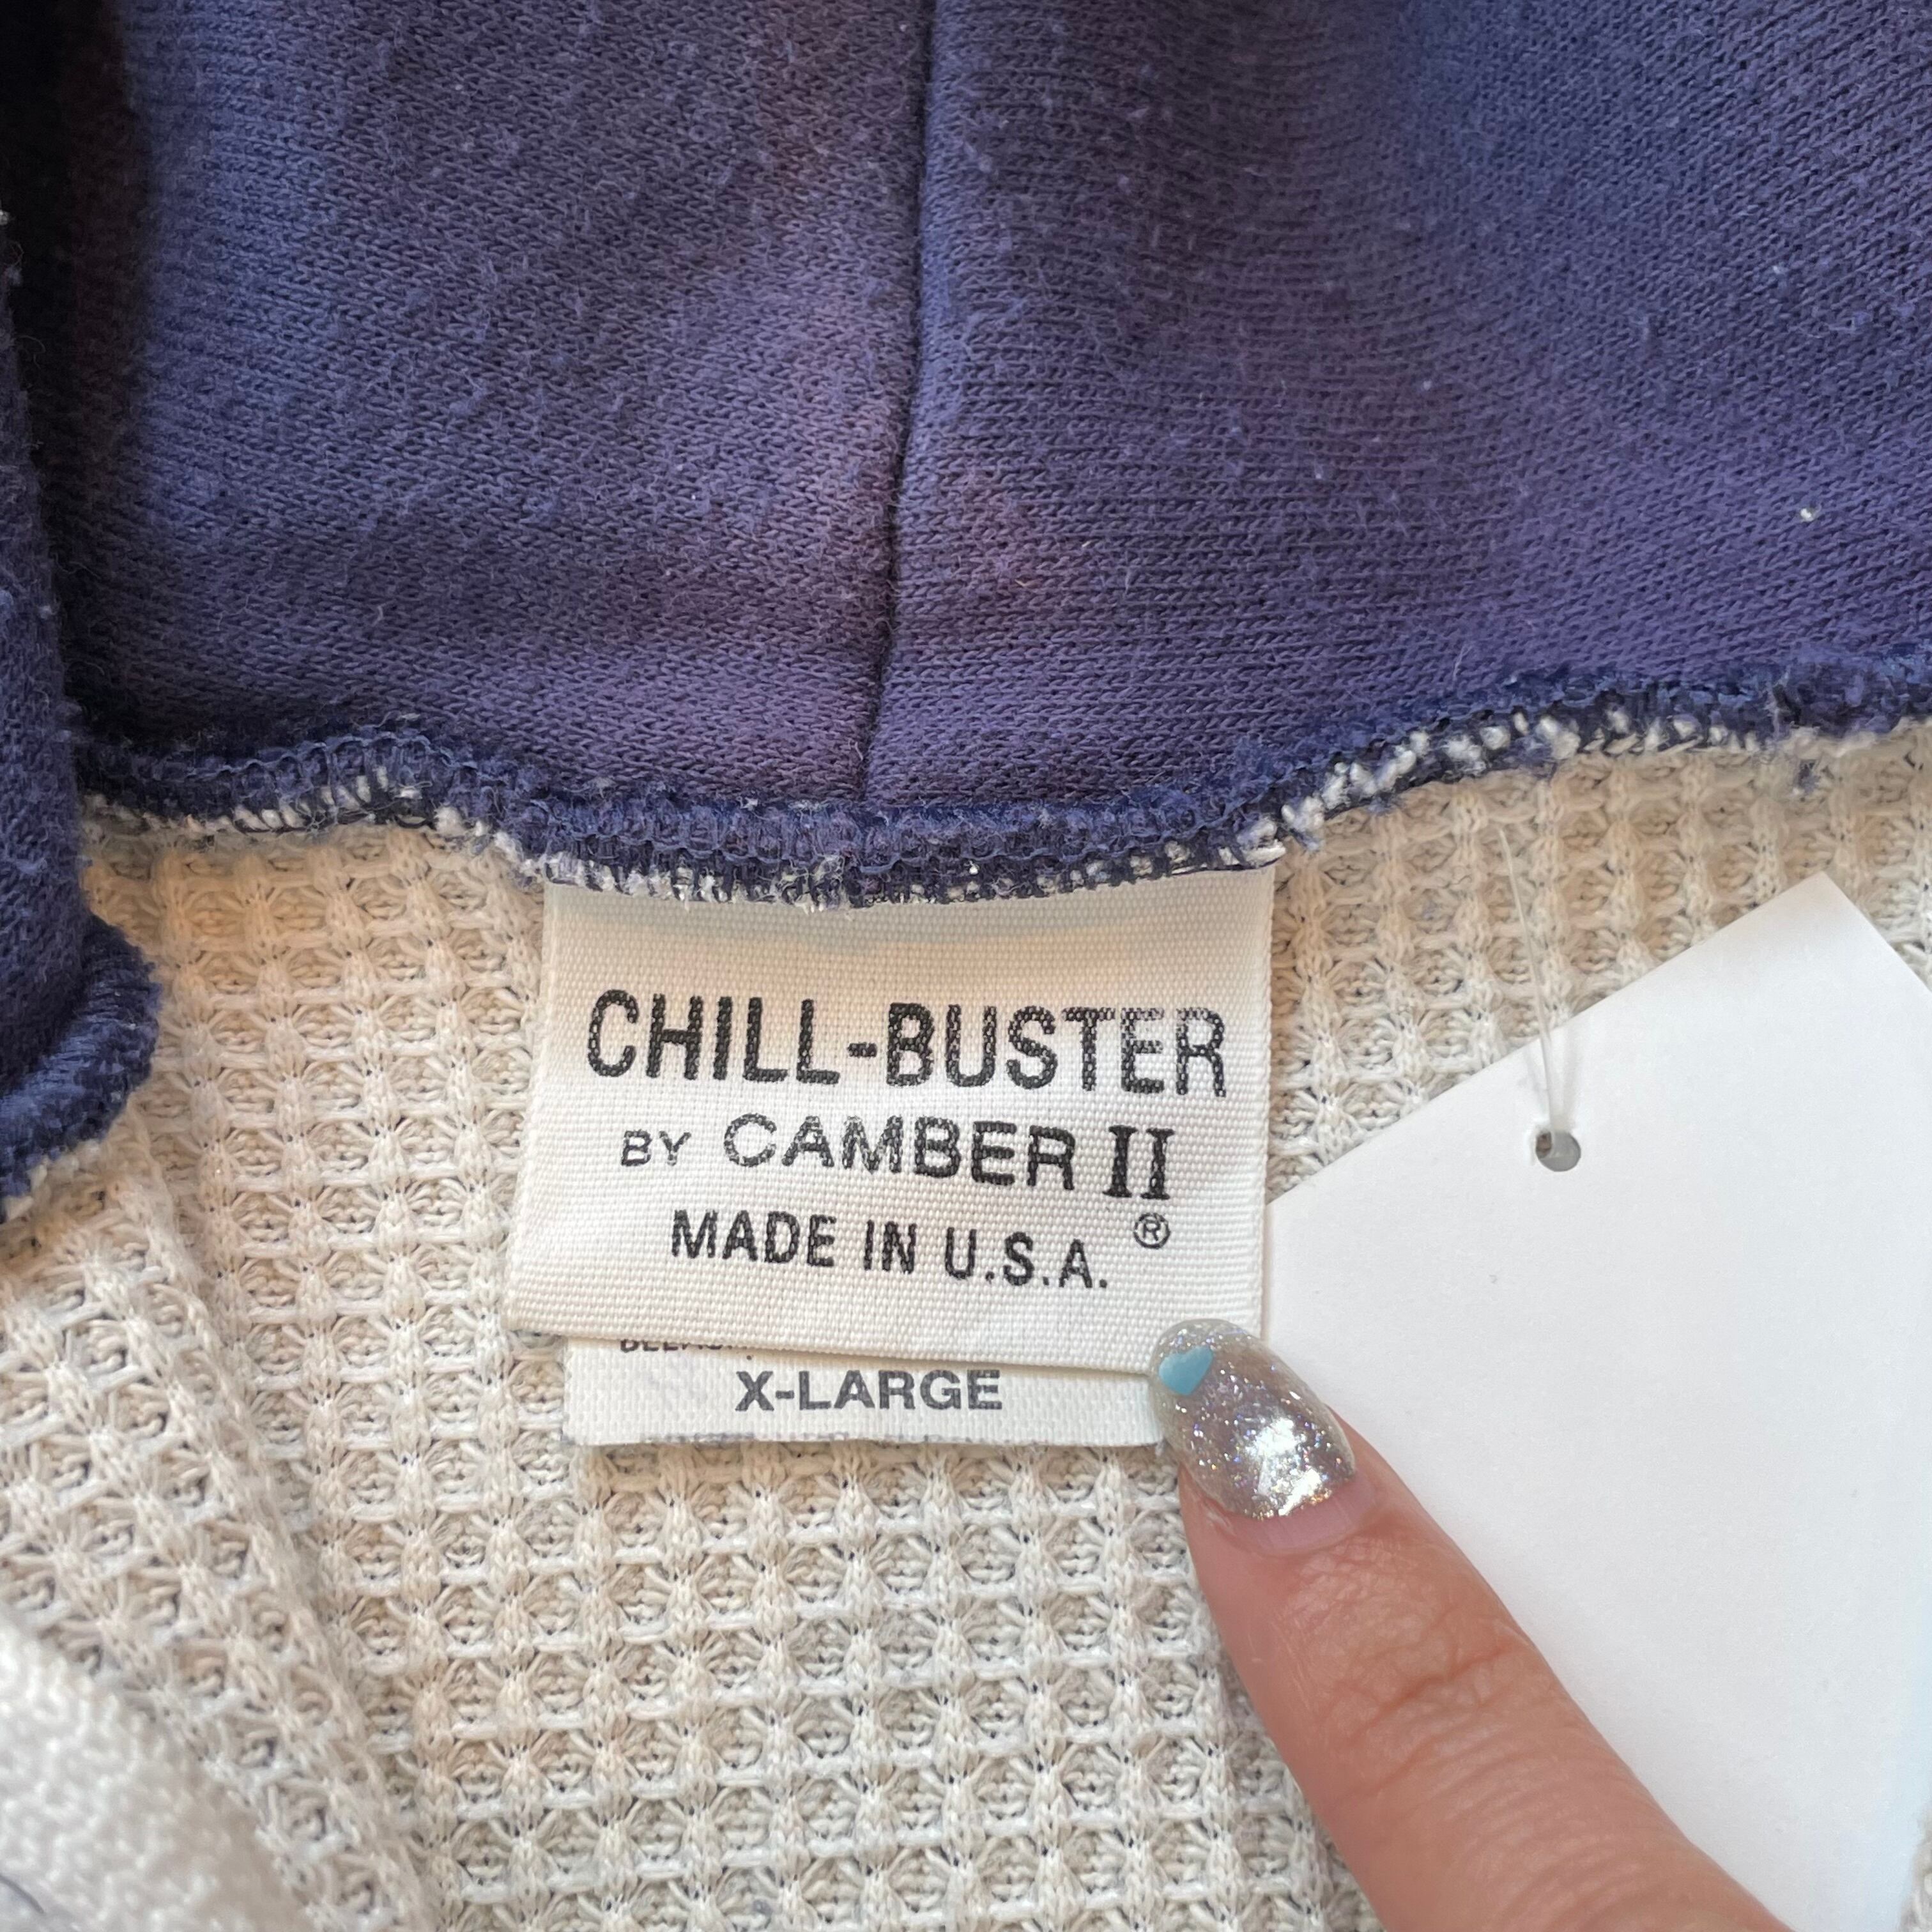 CHILL-BUSTER
BY CAMBER II
MADE IN U.S.A. ®
X-LARGE